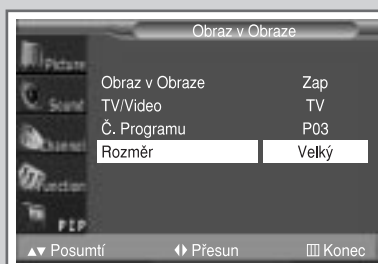 Obraz v Obraze
Picture
Obraz v Obraze Zap
Sound
TV/Video TV
Channel
Č. Programu P03
Rozměr Velký
Function
PIP
▲▼ Posumtí ◄► Přesun Konec